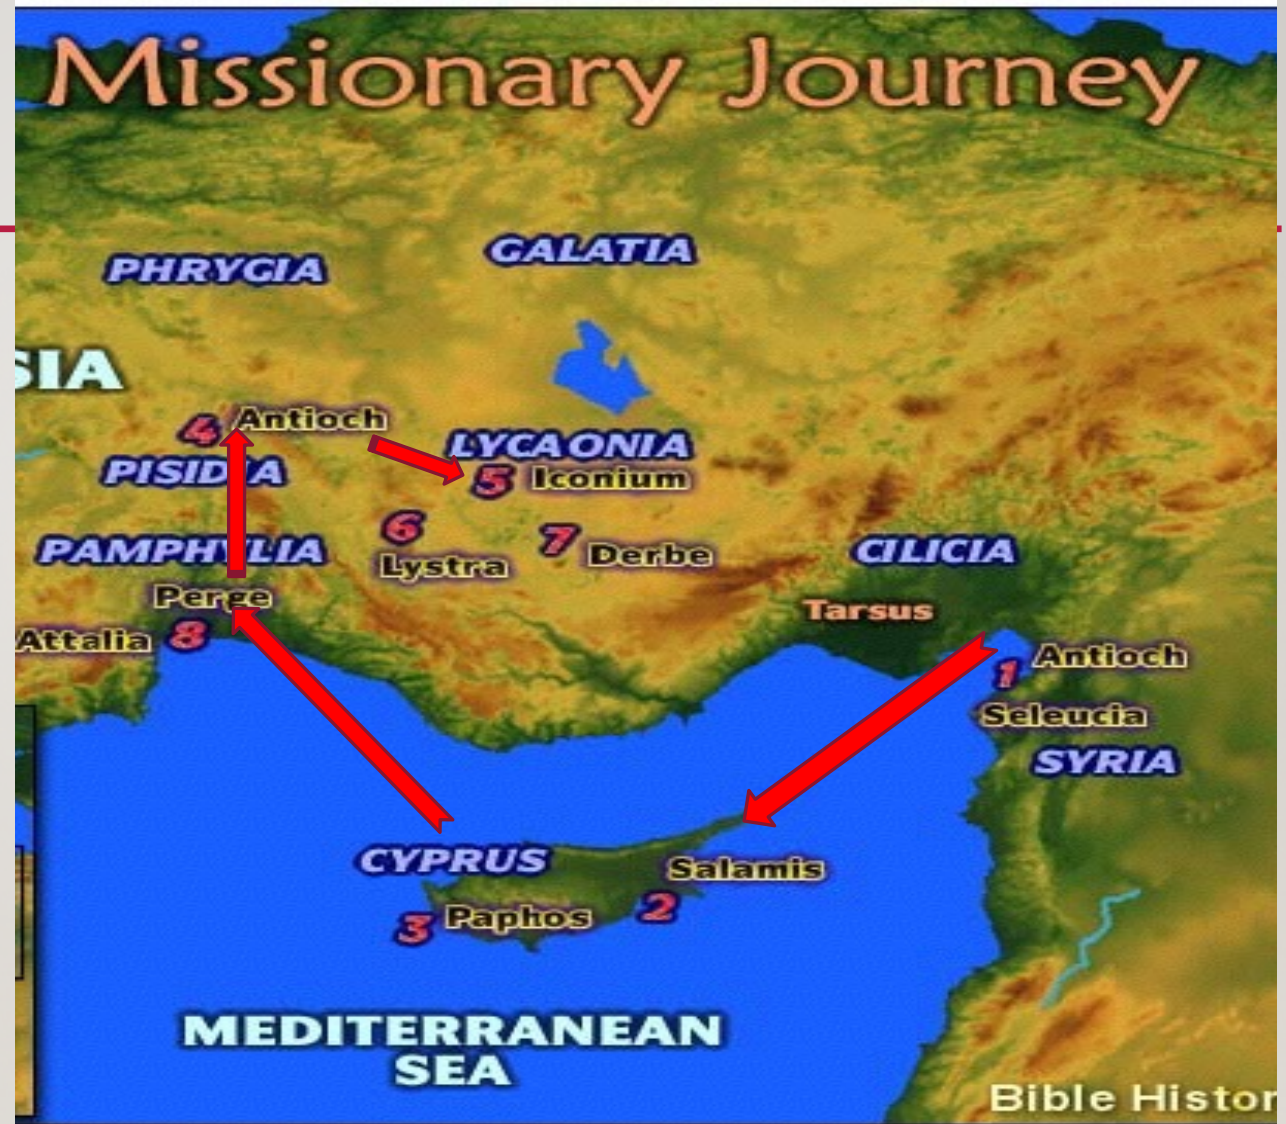 Missionary Journey
GALATIA
PHRYGIA
SIA
4 Antioch
LYCAONIA
PISIDIA
5 Iconium
6
7
PAMPHYLIA
Derbe
CILICIA
Lystra
Perge
Tarsus
Attalia 8
1 Antioch
Seleucia
SYRIA
CYPRUS
Salamis
3 Paphos 2
MEDITERRANEAN
SEA
Bible Histor